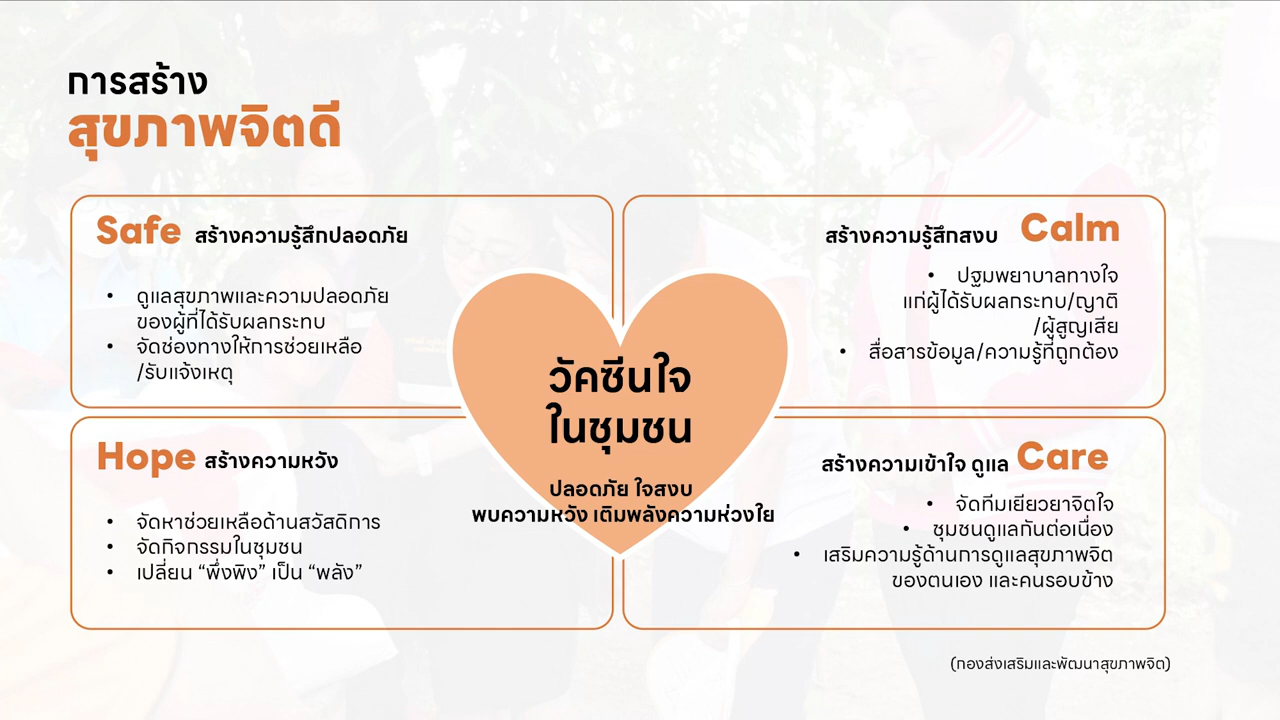 การสร้าง
สุขภาพจิตดี
Safe สร้างความรู้สึกปลอดภัย
• ดูแลสุขภาพและความปลอดภัย
ของผู้ที่ได้รับผลกระทบ
• จัดช่องทางให้การช่วยเหลือ
/รับแจ้งเหตุ
สร้างความรู้สึกสงบ Calm
• ปฐมพยาบาลทางใจ
แก่ผู้ได้รับผลกระทบ/ญาติ
/ผู้สูญเสีย
• สื่อสารข้อมูล/ความรู้ที่ถูกต้อง
วัคซีนใจ
ในชุมชน
ปลอดภัย ใจสงบ
พบความหวัง เติมพลังความห่วงใย
Hope สร้างความหวัง
• จัดหาช่วยเหลือด้านสวัสดิการ
• จัดกิจกรรมในชุมชน
• เปลี่ยน “พึ่งพิง” เป็น “พลัง”
สร้างความเข้าใจ ดูแล Care
• จัดทีมเยียวยาจิตใจ
• ชุมชนดูแลกันต่อเนื่อง
• เสริมความรู้ด้านการดูแลสุขภาพจิต
ของตนเอง และคนรอบข้าง
(กองส่งเสริมและพัฒนาสุขภาพจิต)